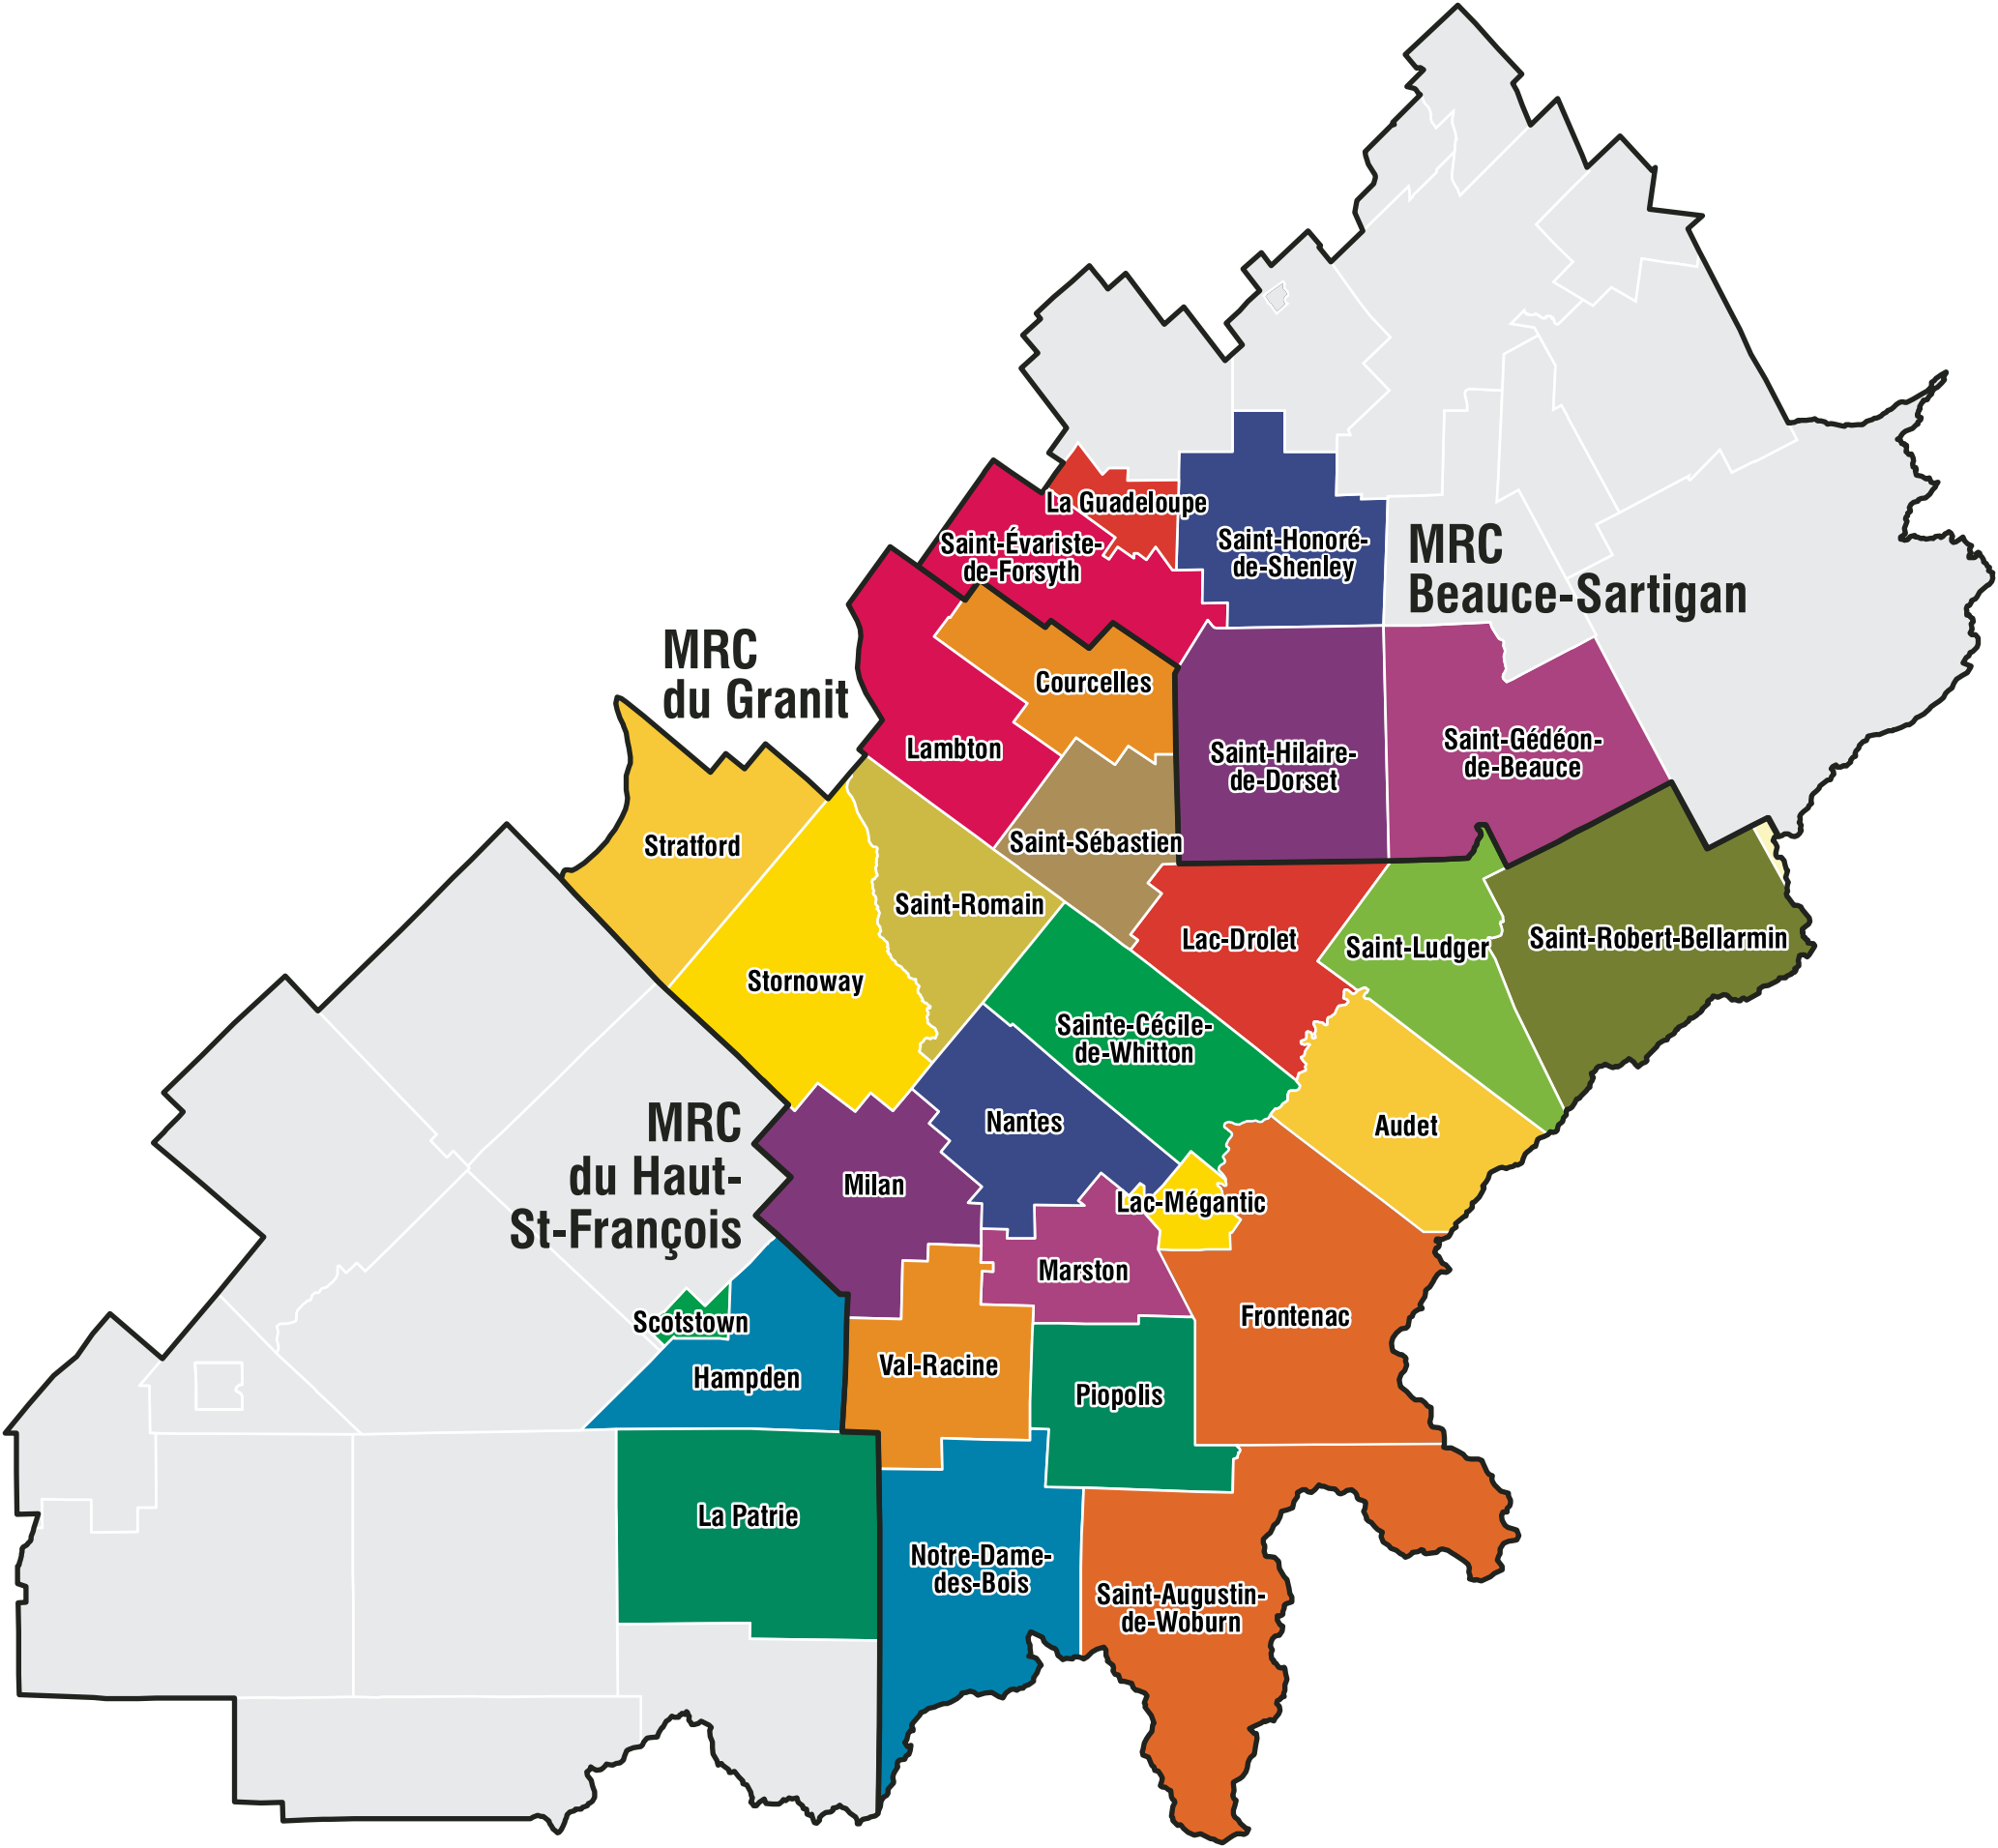 La Guadeloupe
Saint-Évariste-
de-Forsyth
Saint-Honoré-
de-Shenley
MRC
Beauce-Sartigan
MRC
du Granit
Courcelles
Lambton
Saint-Hilaire-
de-Dorset
Saint-Gédéon-
de-Beauce
Stratford
Saint-Sébastien
Saint-Romain
Lac-Drolet
Saint-Ludger
Saint-Robert-Bellarmin
Stornoway
Sainte-Cécile-
de-Whitton
MRC
du Haut-
St-François
Nantes
Audet
Milan
Lac-Mégantic
Marston
Scotstown
Frontenac
Hampden
Val-Racine
Piopolis
La Patrie
Notre-Dame-
des-Bois
Saint-Augustin-
de-Woburn